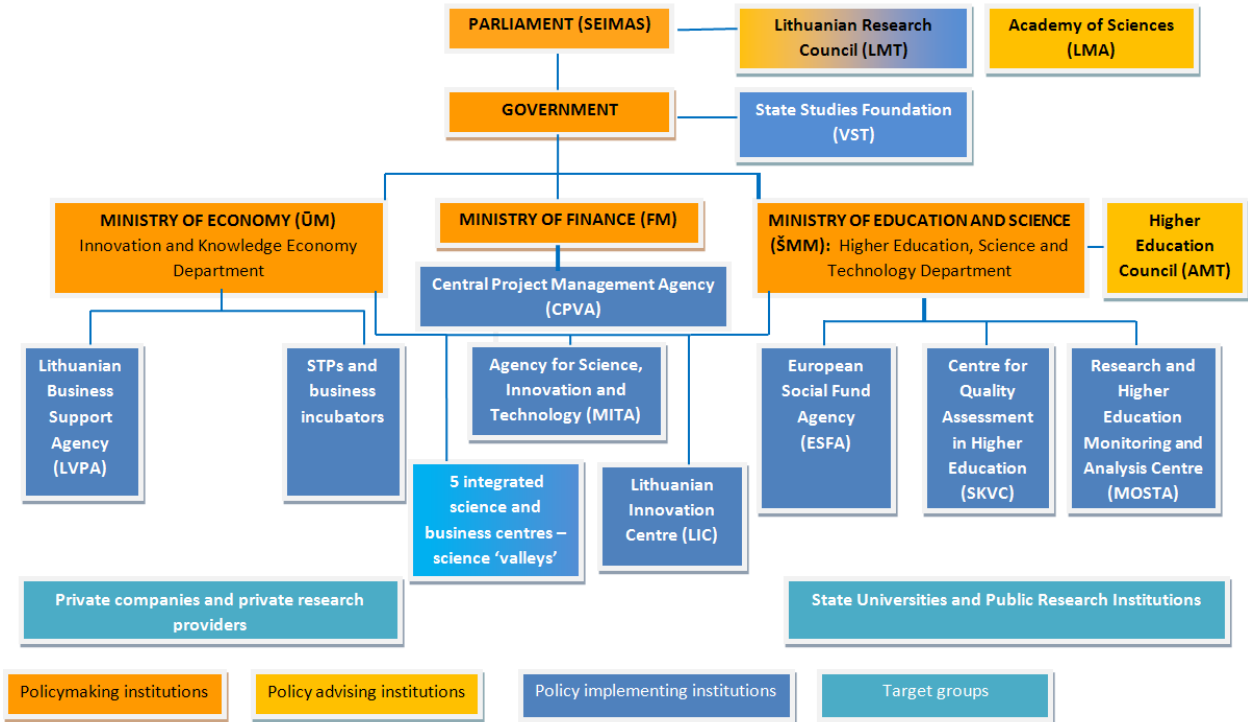 PARLIAMENT (SEIMAS)
Lithuanian Research
Council (LMT)
Academy of Sciences
(LMA)
GOVERNMENT
State Studies Foundation
(VST)
MINISTRY OF ECONOMY (ŪM)
Innovation and Knowledge Economy
Department
MINISTRY OF FINANCE (FM)
MINISTRY OF EDUCATION AND SCIENCE
(ŠMM): Higher Education, Science and
Technology Department
Higher
Education
Council (AMT)
Central Project Management Agency
(CPVA)
Lithuanian
Business
Support
Agency
(LVPA)
STPs and
business
incubators
Agency for Science,
Innovation and
Technology (MITA)
European
Social Fund
Agency
(ESFA)
Centre for
Quality
Assessment
in Higher
Education
(SKVC)
Research and
Higher
Education
Monitoring and
Analysis Centre
(MOSTA)
5 integrated
science and
business centres –
science ‘valleys’
Lithuanian
Innovation
Centre (LIC)
Private companies and private research
providers
State Universities and Public Research Institutions
Policymaking institutions
Policy advising institutions
Policy implementing institutions
Target groups